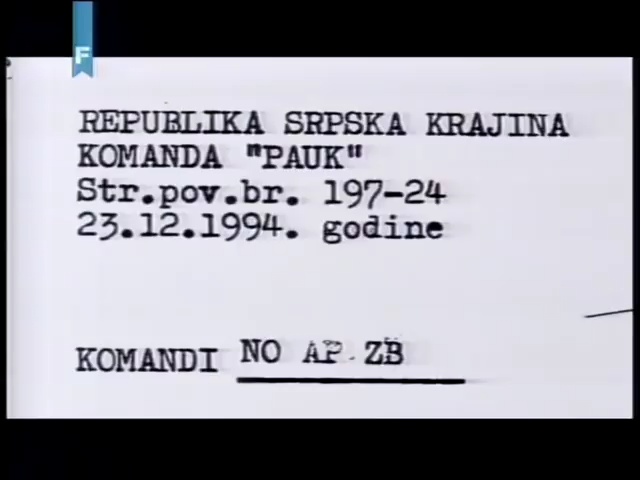 F
REPUBLIKA SRPSKA KRAJINA
KOMANDA "PAUK"
Str.pov.br. 197-24
23.12.1994. godine
KOMANDI NO AP ZB